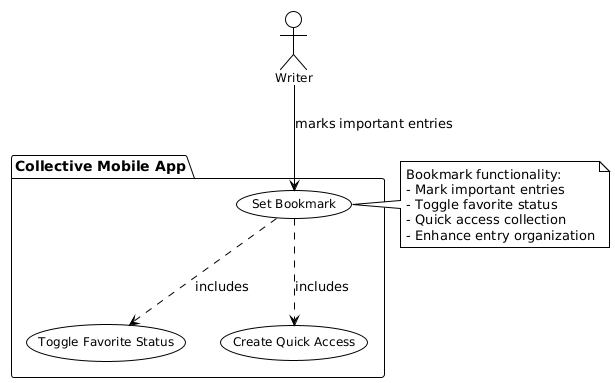 Writer
marks important entries
Collective Mobile App
Bookmark functionality:
- Mark important entries
- Toggle favorite status
- Quick access collection
- Enhance entry organization
Set Bookmark
includes
includes
Toggle Favorite Status
Create Quick Access